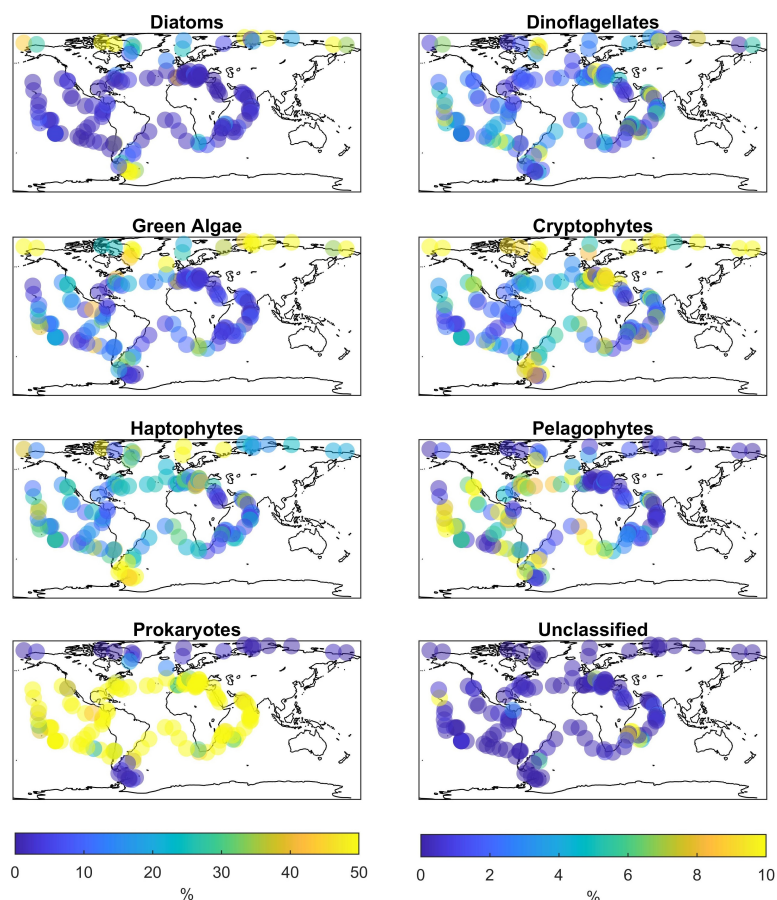 Diatoms
Dinoflagellates
Green Algae
Cryptophytes
Haptophytes
Pelagophytes
Prokaryotes
Unclassified
0 10 20 30 40 50
%
0 2 4 6 8 10
%